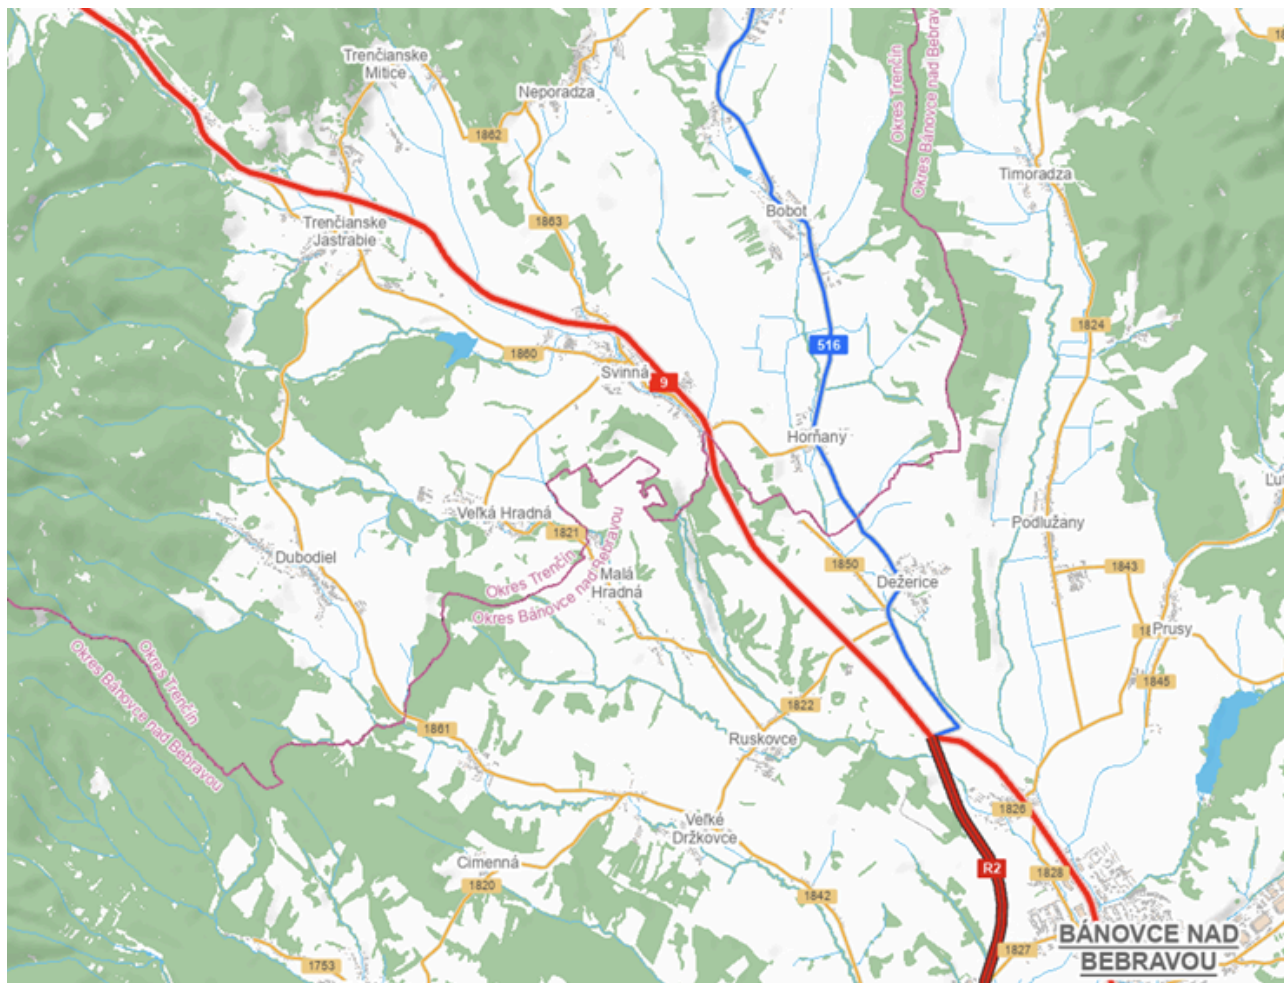 Trenčianske
Mitice
Neporadza
1862
Okres Trenčín
Okres Bánovce nad Bebrav
Timoradza
Bobot
1863
Trenčianske
Jastrabie
1824
516
1860
Svinná
9
Horňany
Veľká Hradná
1821
Podlužany
Dubodiel
Okres Trenčín
Okres Bánovce nad Bebravou
Malá
Hradná
1850
Dežerice
1843
Prusy
Okres Trenčín
Okres Bánovce nad Bebravou
1845
1822
1861
Ruskovce
1826
Veľké
Držkovce
Cimenná
1820
R2
1828
1842
BÁNOVCE NAD
BEBRAVOU
1827
1753